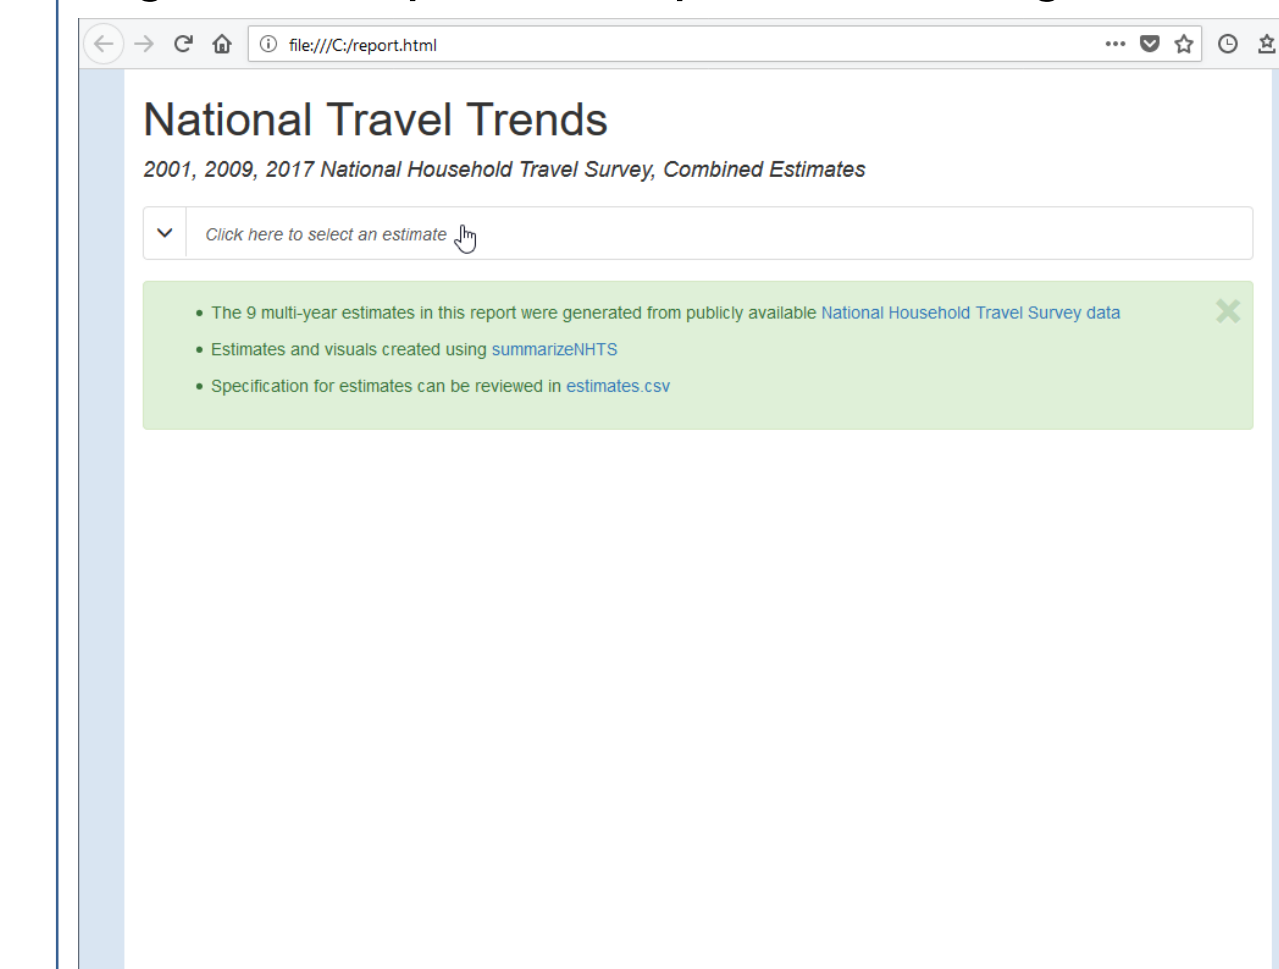 file:///C:/report.html
National Travel Trends
2001, 2009, 2017 National Household Travel Survey, Combined Estimates
Click here to select an estimate
• The 9 multi-year estimates in this report were generated from publicly available National Household Travel Survey data
• Estimates and visuals created using summarizeNHTS
• Specification for estimates can be reviewed in estimates.csv